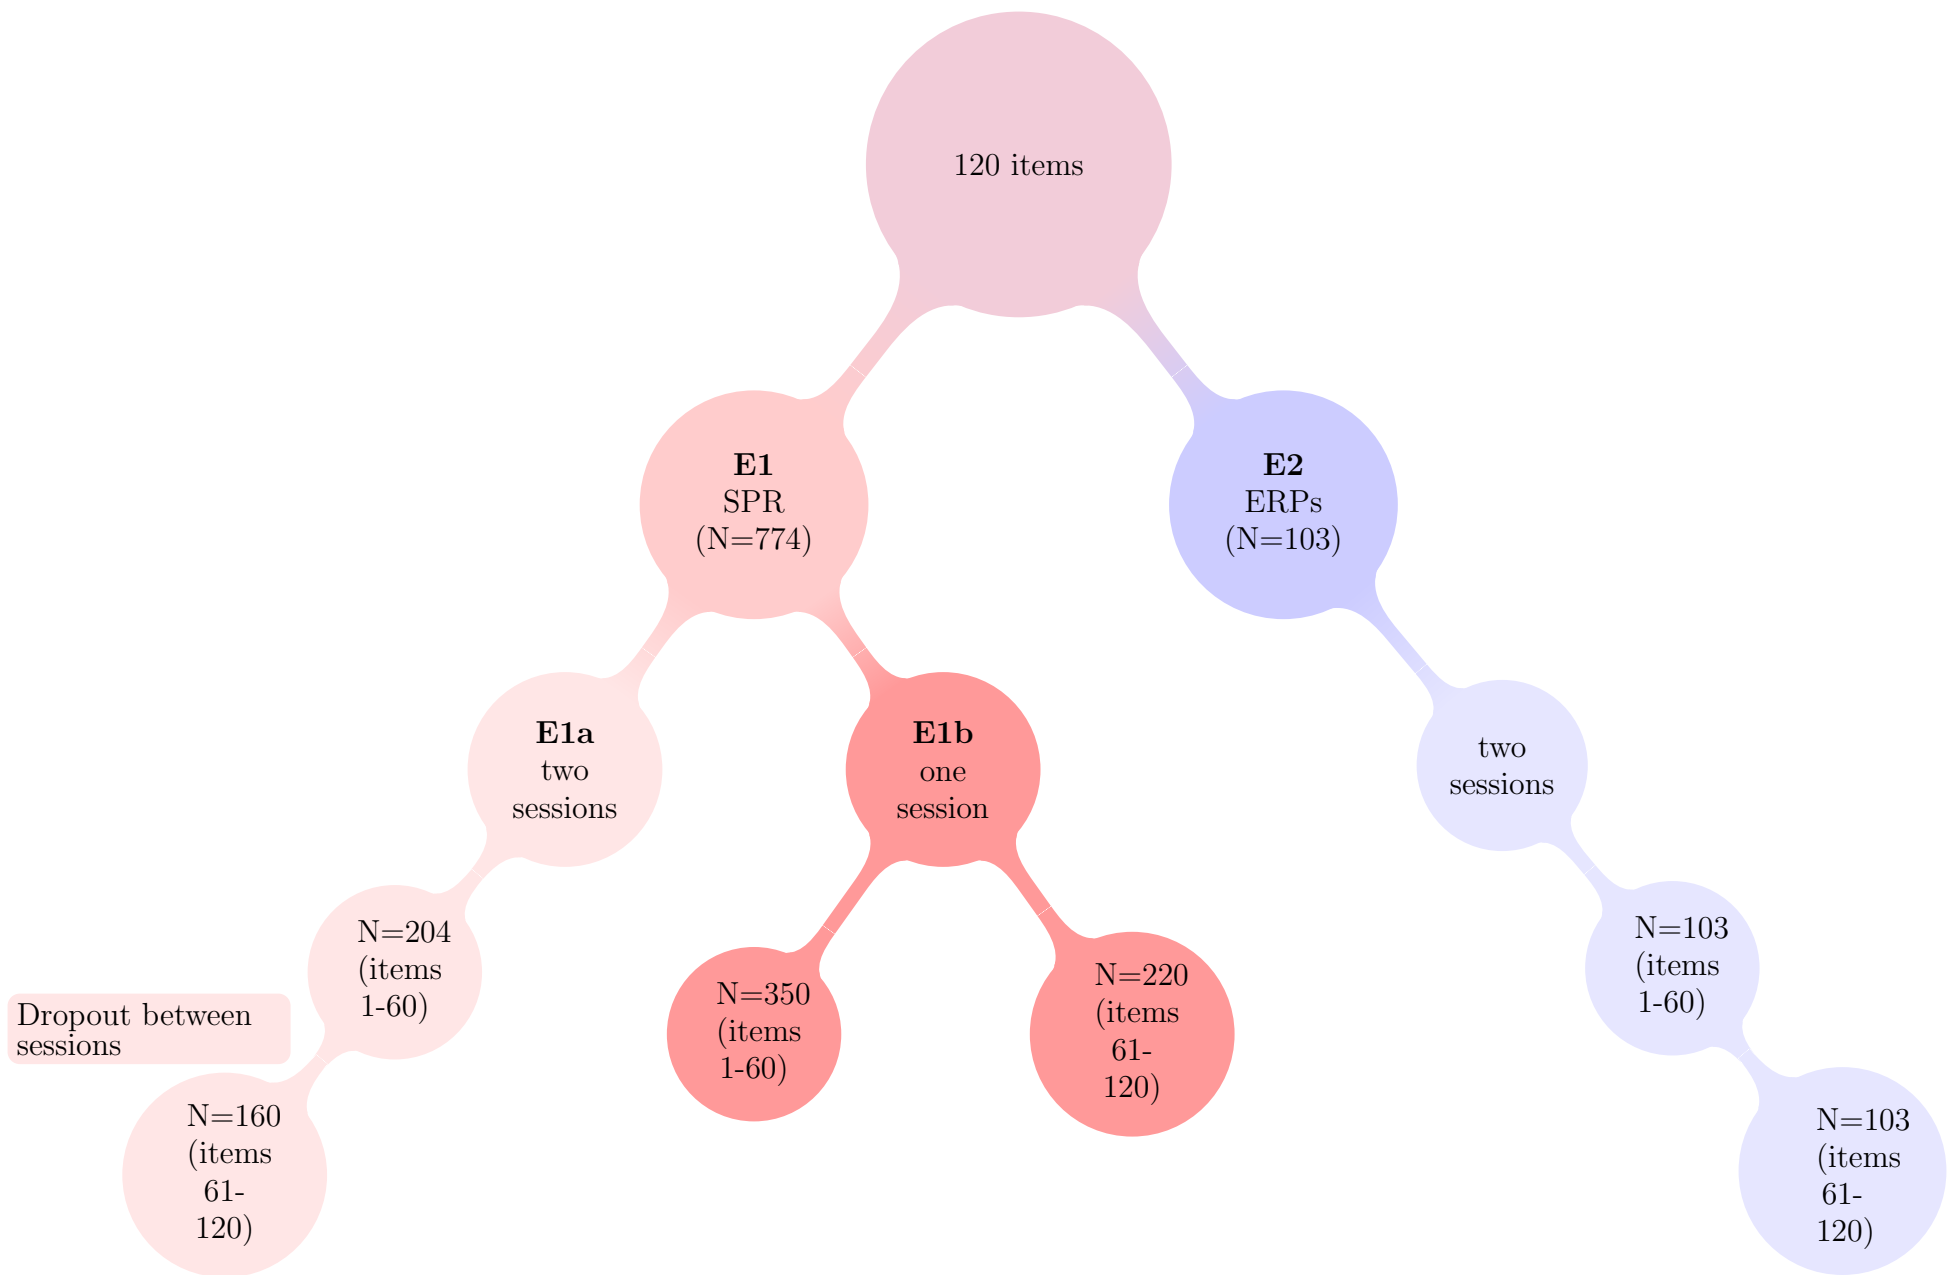 120 items
E1
SPR
(N=774)
E2
ERPs
(N=103)
E1a
two
sessions
E1b
one
session
two
sessions
N=204
(items
1-60)
Dropout between
sessions
N=160
(items
61-
120)
N=350
(items
1-60)
N=220
(items
61-
120)
N=103
(items
1-60)
N=103
(items
61-
120)